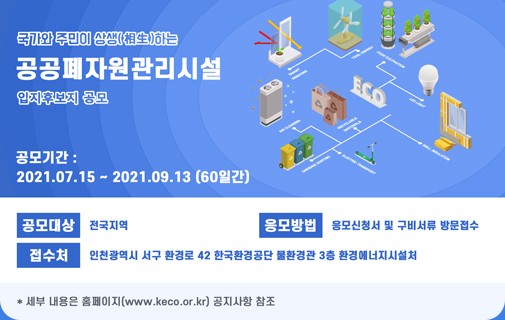 국가와 주민이 상생(相生)하는
공공폐자원관리시설
입지후보지 공모
ECO
공모기간 :
2021.07.15 ~ 2021.09.13 (60일간)
공모대상 전국지역
응모방법 응모신청서 및 구비서류 방문접수
접수처 인천광역시 서구 환경로 42 한국환경공단 물환경관 3층 환경에너지시설처
* 세부 내용은 홈페이지(www.keco.or.kr) 공지사항 참조